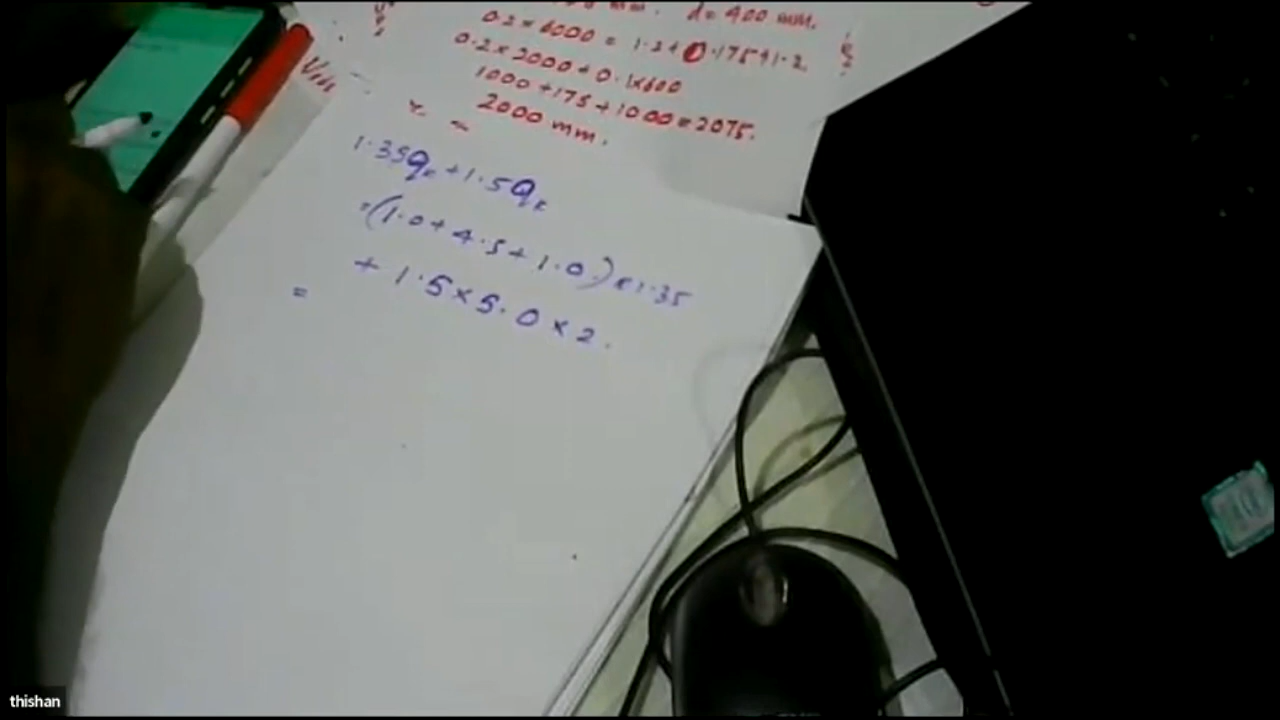 d = 400 mm.
0.2 × 6000 = 1.2 + 0.175 + 1.2
0.2 × 2000 + 0.1×600
1000 + 175 + 1000 = 2075.
2000 mm.
1.35Gk + 1.5Qk
= (1.0 + 4.5 + 1.0) × 1.35
+ 1.5 × 5.0 × 2.
=
thishan